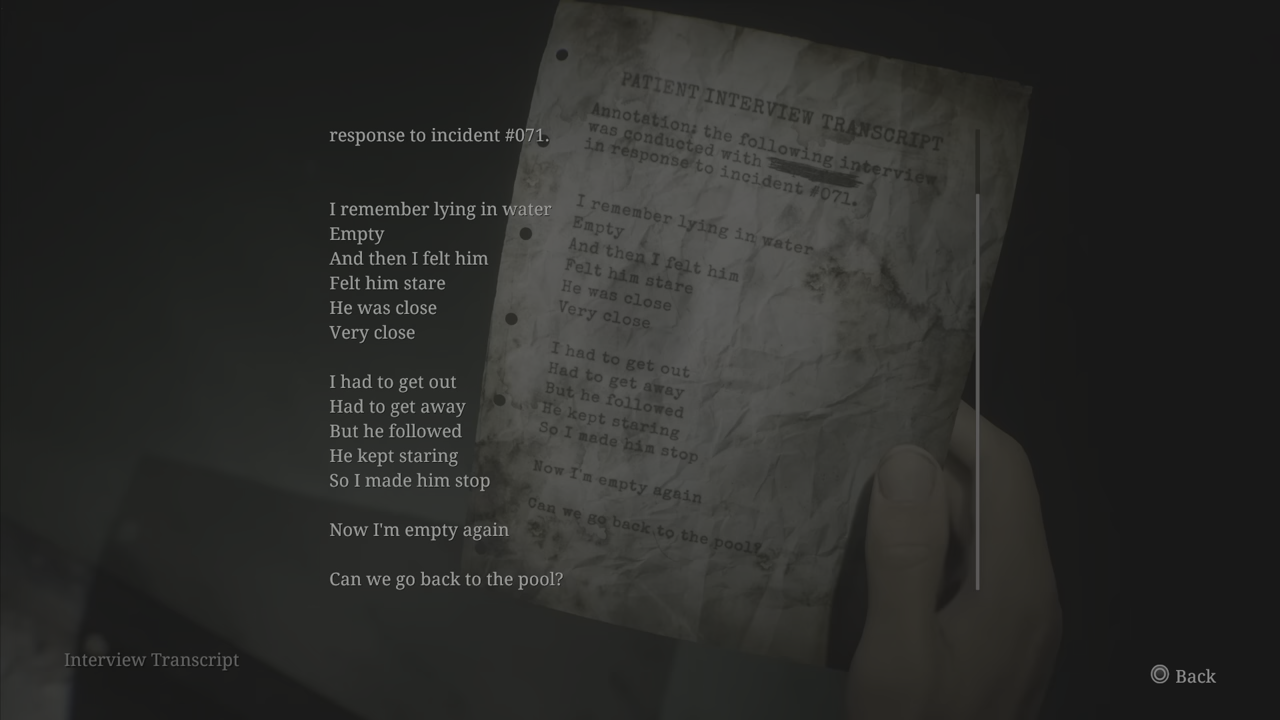 response to incident #071.
I remember lying in water
Empty
And then I felt him
Felt him stare
He was close
Very close
I had to get out
Had to get away
But he followed
He kept staring
So I made him stop
Now I'm empty again
Can we go back to the pool?
PATIENT INTERVIEW TRANSCRIPT
Annotation: the following interview
was conducted with
in response to incident #071.
I remember lying in water
Empty
And then I felt him
Felt him stare
He was close
Very close
I had to get out
Had to get away
But he followed
He kept staring
So I made him stop
Now I'm empty again
Can we go back to the pool?
Interview Transcript
Back